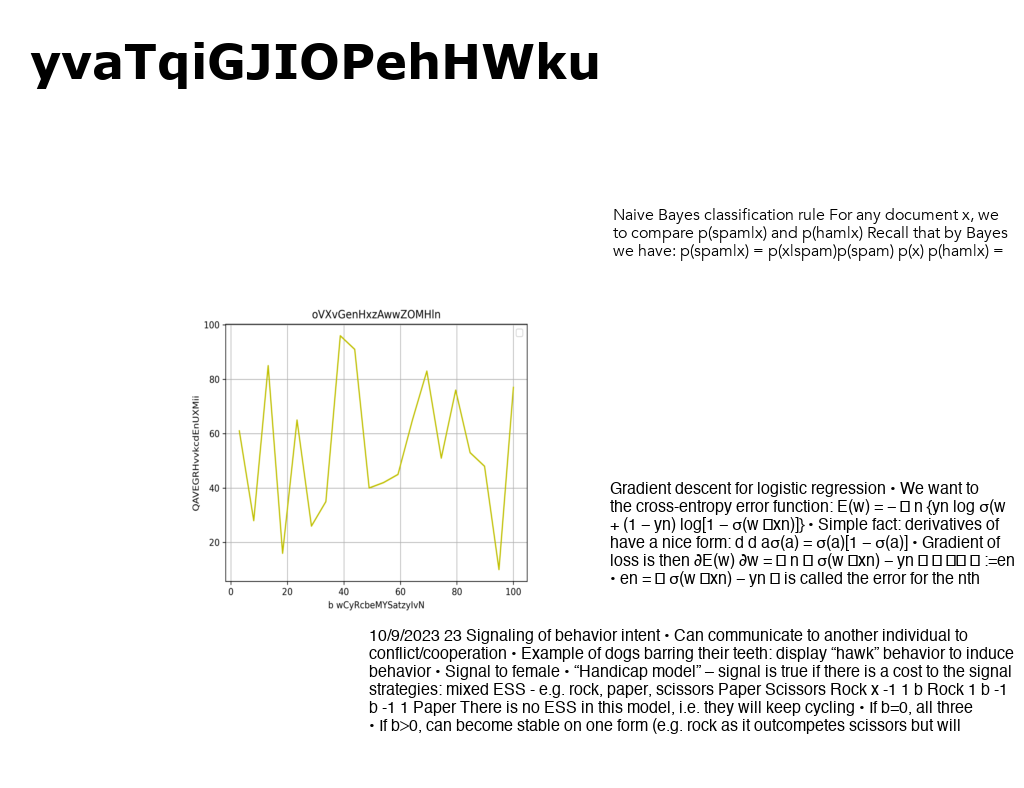 yvaTqiGJIOPehHWku
Naive Bayes classification rule For any document x, we
to compare p(spam|x) and p(ham|x) Recall that by Bayes
we have: p(spam|x) = p(x|spam)p(spam) p(x) p(ham|x) =
oVXvGenHxzAwwZOMHln
100
80
60
40
20
QAVEGRHvvkcdEnUXMii
0 20 40 60 80 100
b wCyRcbeMYSatzyIvN
Gradient descent for logistic regression • We want to
the cross-entropy error function: E(w) = – □ n {yn log σ(w
+ (1 – yn) log[1 – σ(w □xn)]} • Simple fact: derivatives of
have a nice form: d d aσ(a) = σ(a)[1 – σ(a)] • Gradient of
loss is then ∂E(w) ∂w = □ n □ σ(w □xn) – yn □ □ □□ □ :=en
• en = □ σ(w □xn) – yn □ is called the error for the nth
10/9/2023 23 Signaling of behavior intent • Can communicate to another individual to
conflict/cooperation • Example of dogs barring their teeth: display “hawk” behavior to induce
behavior • Signal to female • “Handicap model” – signal is true if there is a cost to the signal
strategies: mixed ESS - e.g. rock, paper, scissors Paper Scissors Rock x -1 1 b Rock 1 b -1
b -1 1 Paper There is no ESS in this model, i.e. they will keep cycling • If b=0, all three
• If b>0, can become stable on one form (e.g. rock as it outcompetes scissors but will